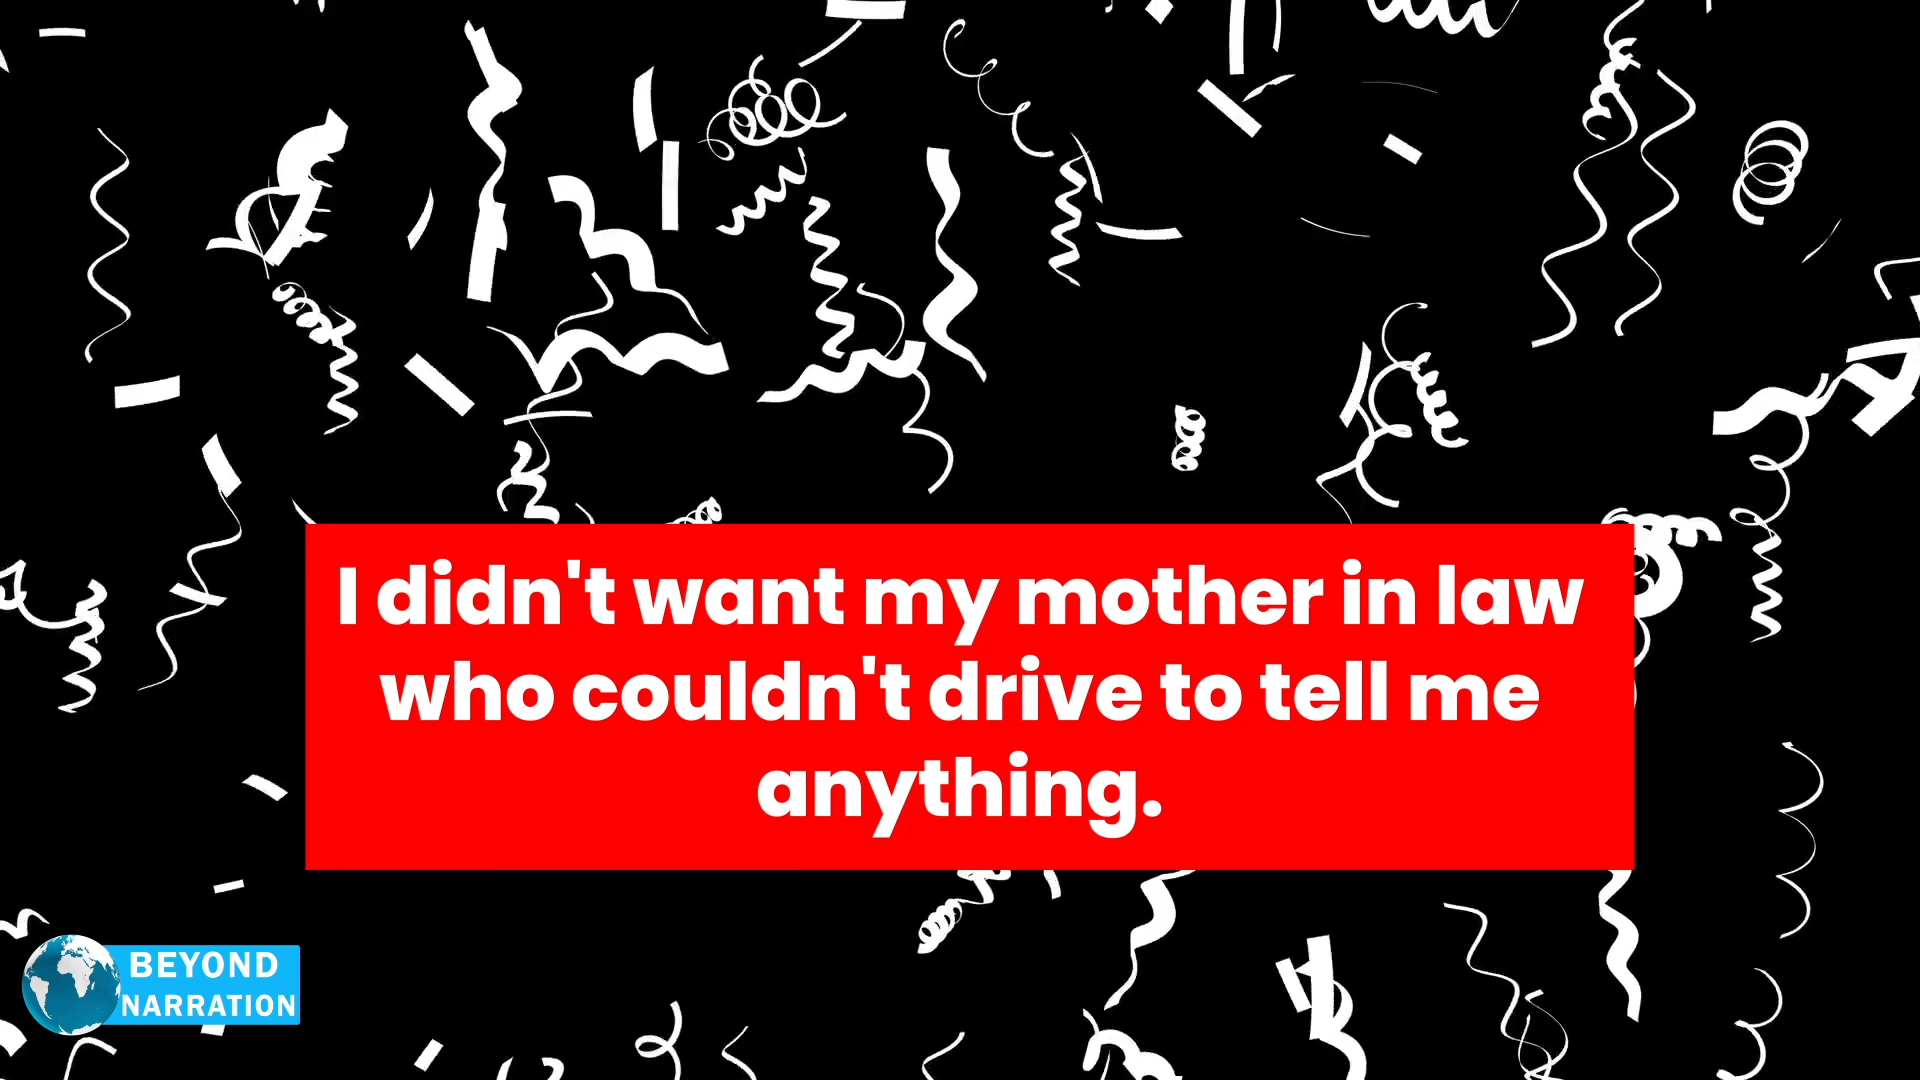 I didn't want my mother in law
who couldn't drive to tell me
anything.
BEYOND
NARRATION